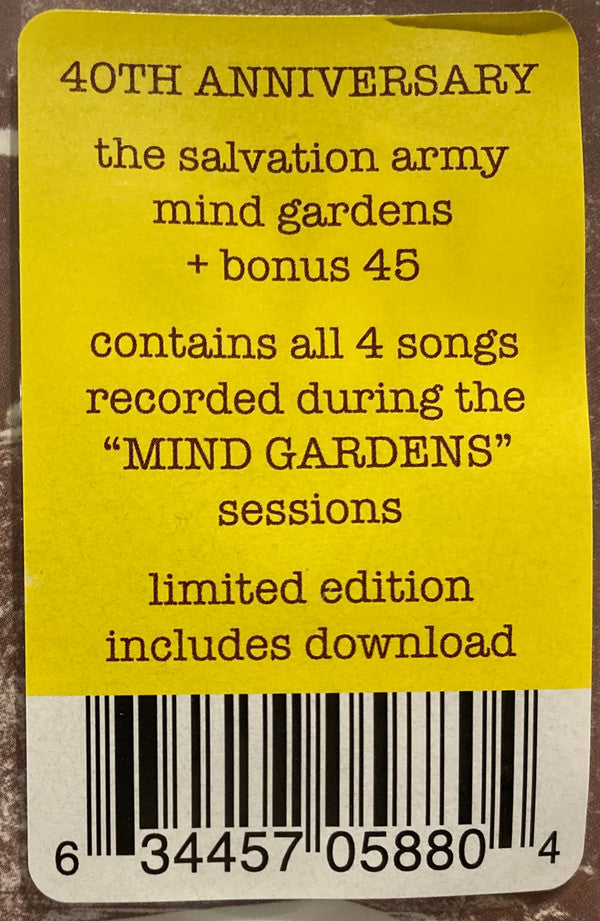 40TH ANNIVERSARY
the salvation army
mind gardens
+ bonus 45
contains all 4 songs
recorded during the
“MIND GARDENS”
sessions
limited edition
includes download
6 34457 05880 4